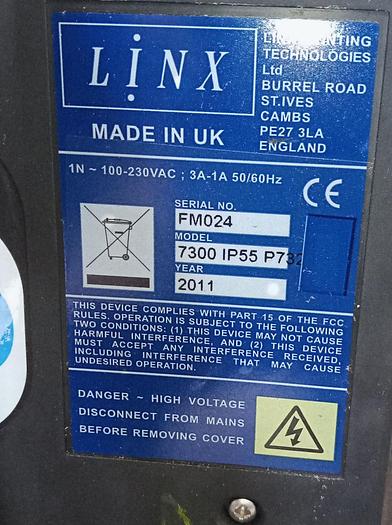 LINX
MADE IN UK
TECHNOLOGIES
Ltd
BURREL ROAD
ST.IVES
CAMBS
PE27 3LA
ENGLAND
1N ~ 100-230VAC ; 3A-1A 50/60Hz
CE
SERIAL NO.
FM024
MODEL
7300 IP55 P732
YEAR
2011
THIS DEVICE COMPLIES WITH PART 15 OF THE FCC
RULES. OPERATION IS SUBJECT TO THE FOLLOWING
TWO CONDITIONS: (1) THIS DEVICE MAY NOT CAUSE
HARMFUL INTERFERENCE, AND (2) THIS DEVICE
MUST ACCEPT ANY INTERFERENCE RECEIVED,
INCLUDING INTERFERENCE THAT MAY CAUSE
UNDESIRED OPERATION.
DANGER ~ HIGH VOLTAGE
DISCONNECT FROM MAINS
BEFORE REMOVING COVER